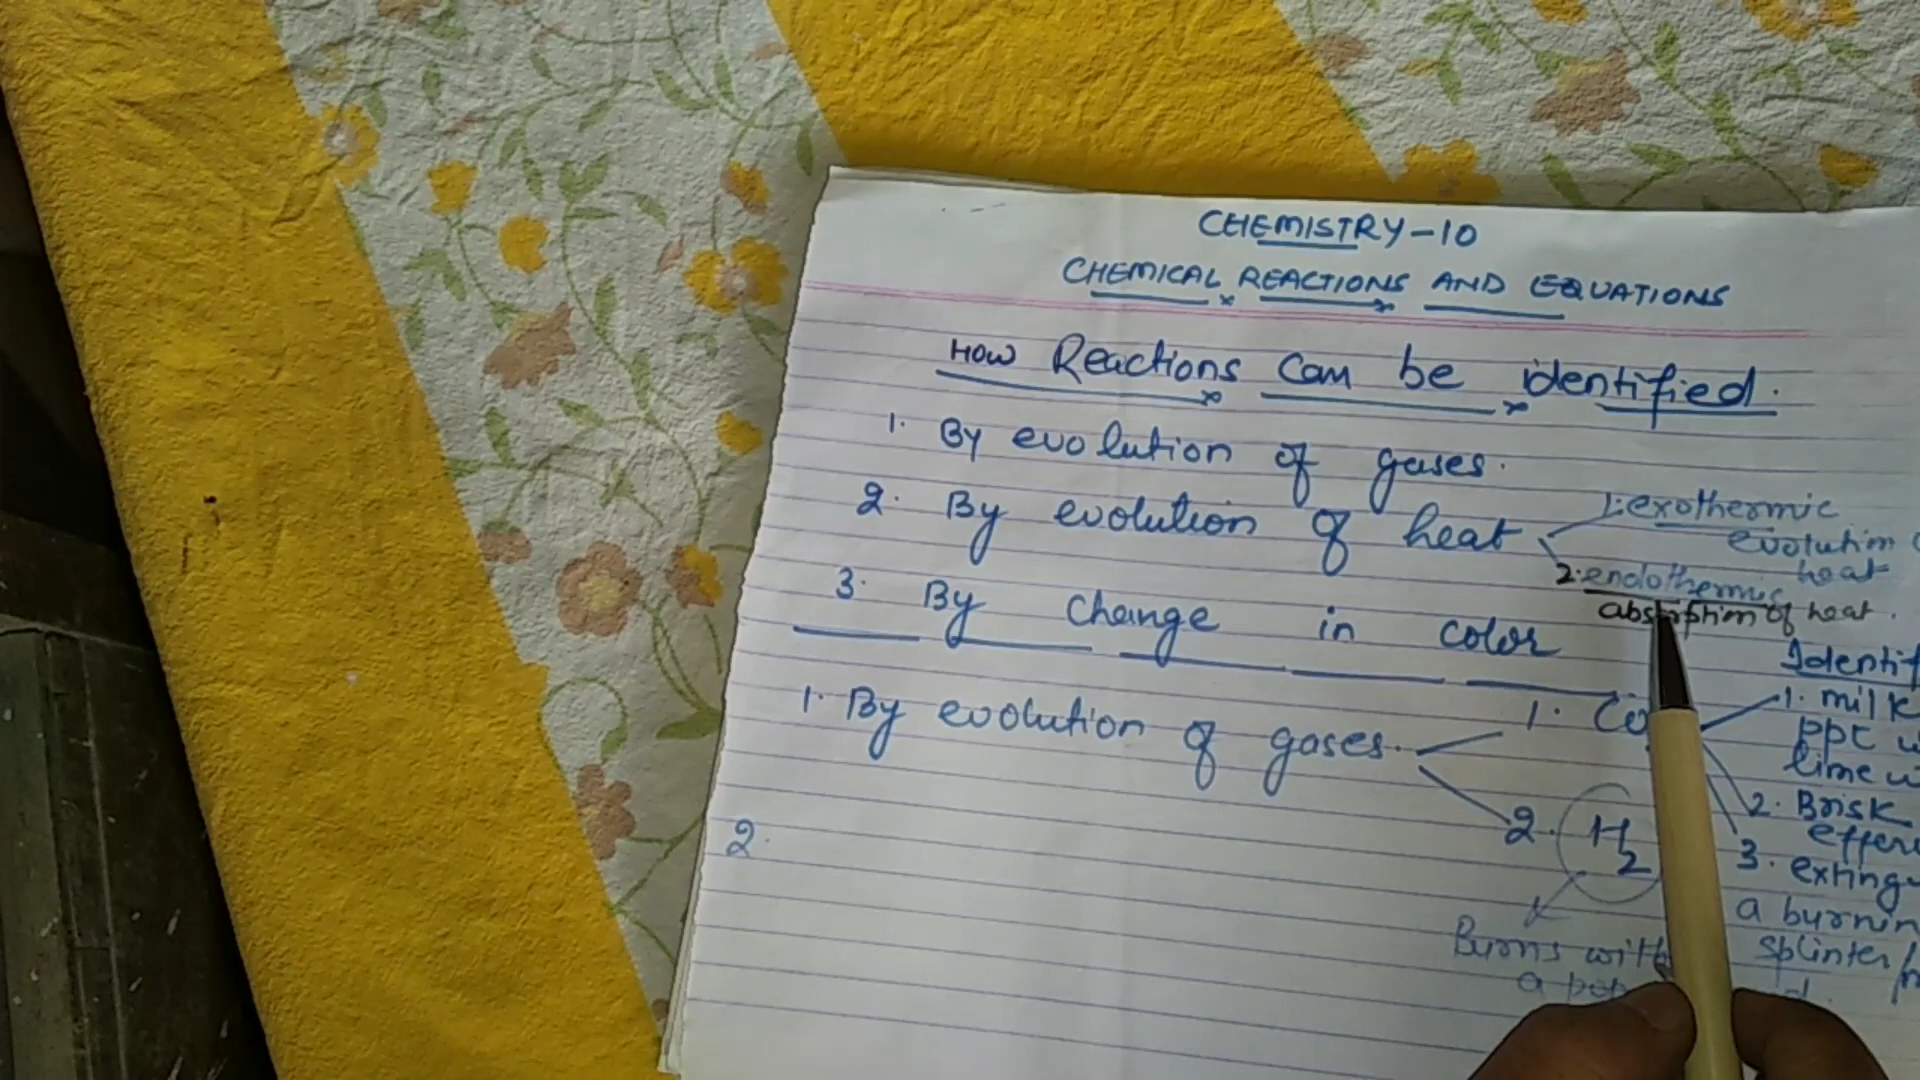 CHEMISTRY-10
CHEMICAL REACTIONS AND EQUATIONS
HOW Reactions can be identified.
1. By evolution of gases.
2. By evolution of heat
1. exothermic
evolution
heat
2. endothermic
absorption of heat.
3. By Change in color
1. By evolution of gases.
1. CO
2. H2
Burns with
a pop
Identif
1. milk
ppt
lime
2. Brisk
effer
3. exting
a burnin
splinter/
2.